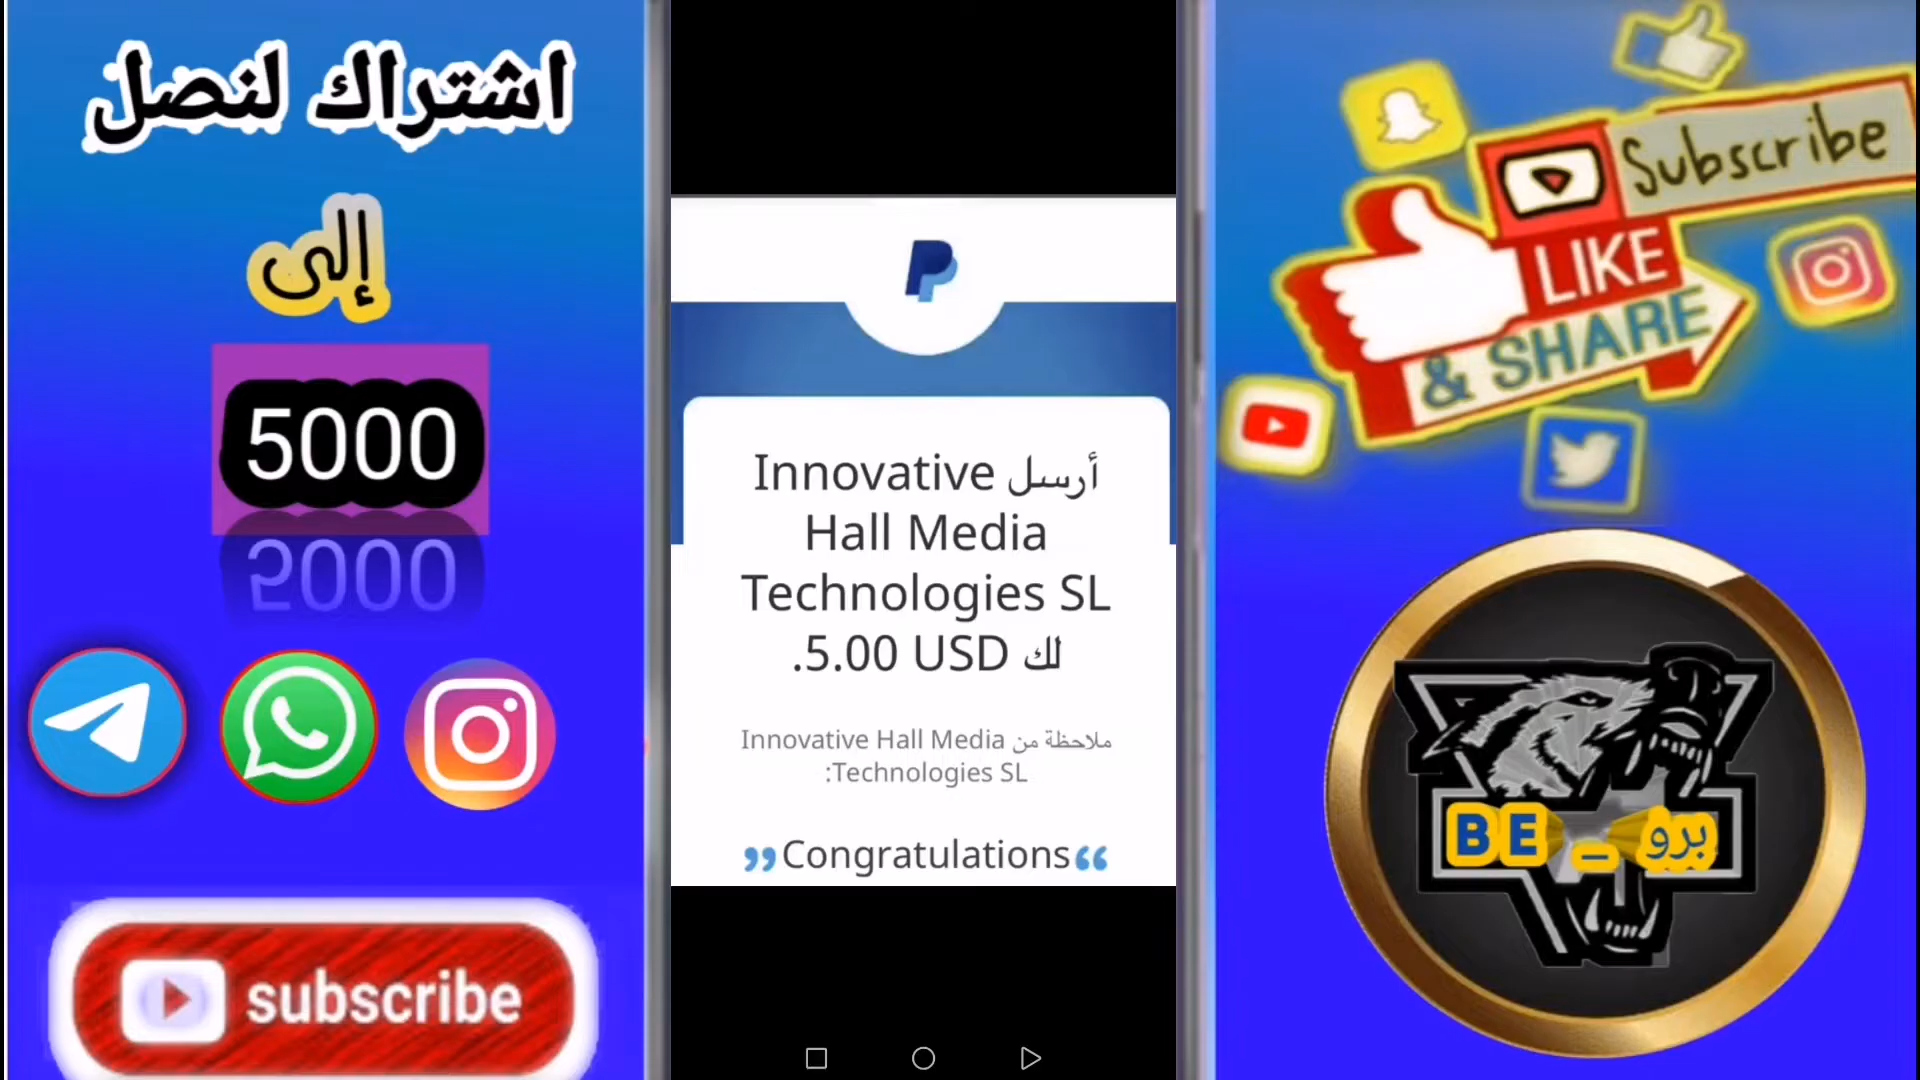 اشتراك لنصل
إلى
5000
5000
subscribe
أرسل Innovative
Hall Media
Technologies SL
لك 5.00 USD.
ملاحظة من Innovative Hall Media
Technologies SL:
"Congratulations"
Subscribe
LIKE
& SHARE
BE _ برو